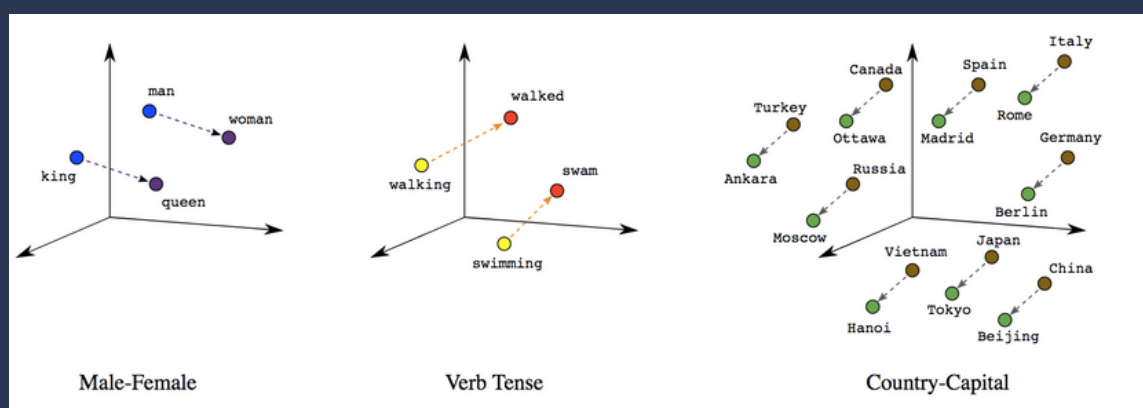 man
woman
king
queen
Male-Female
walked
walking
swam
swimming
Verb Tense
Italy
Spain
Canada
Rome
Turkey
Ottawa
Madrid
Germany
Ankara
Russia
Berlin
Moscow
Japan
Vietnam
China
Tokyo
Hanoi
Beijing
Country-Capital